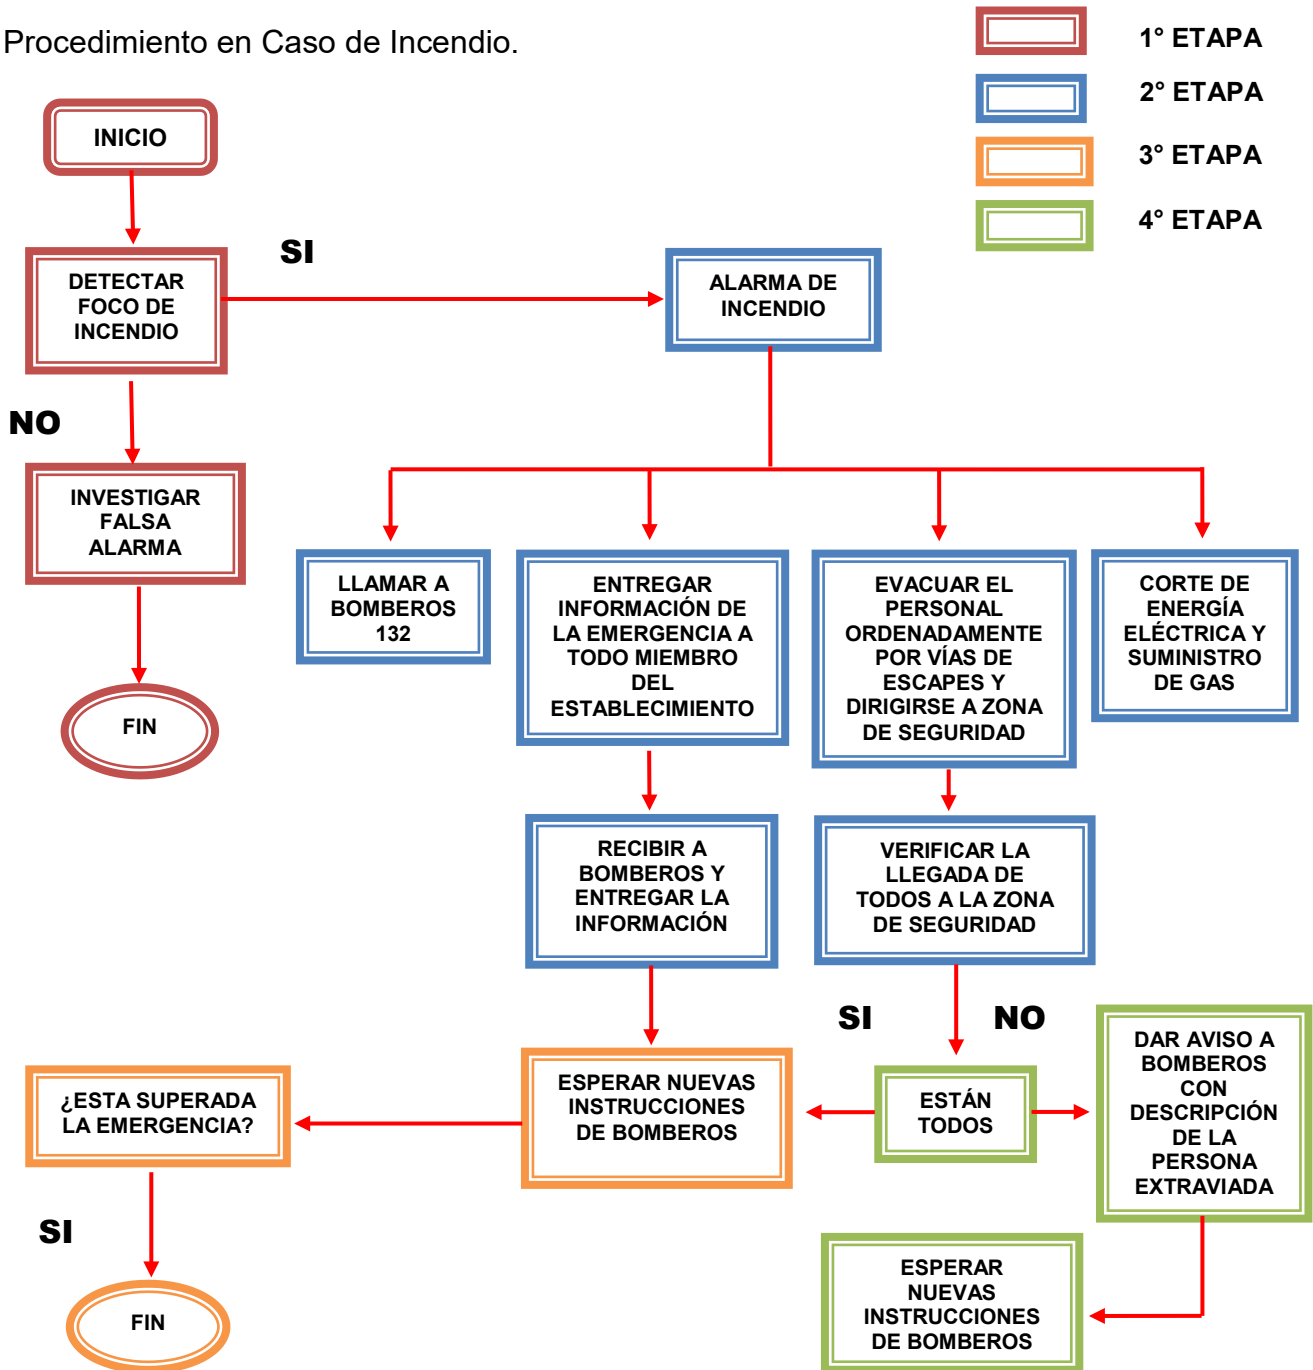 Procedimiento en Caso de Incendio.
1° ETAPA
2° ETAPA
3° ETAPA
4° ETAPA
INICIO
DETECTAR
FOCO DE
INCENDIO
SI
ALARMA DE
INCENDIO
NO
INVESTIGAR
FALSA
ALARMA
FIN
LLAMAR A
BOMBEROS
132
ENTREGAR
INFORMACIÓN DE
LA EMERGENCIA A
TODO MIEMBRO
DEL
ESTABLECIMIENTO
EVACUAR EL
PERSONAL
ORDENADAMENTE
POR VÍAS DE
ESCAPES Y
DIRIGIRSE A ZONA
DE SEGURIDAD
CORTE DE
ENERGÍA
ELÉCTRICA Y
SUMINISTRO
DE GAS
RECIBIR A
BOMBEROS Y
ENTREGAR LA
INFORMACIÓN
VERIFICAR LA
LLEGADA DE
TODOS A LA ZONA
DE SEGURIDAD
SI
NO
¿ESTA SUPERADA
LA EMERGENCIA?
ESPERAR NUEVAS
INSTRUCCIONES
DE BOMBEROS
ESTÁN
TODOS
DAR AVISO A
BOMBEROS
CON
DESCRIPCIÓN
DE LA
PERSONA
EXTRAVIADA
SI
FIN
ESPERAR
NUEVAS
INSTRUCCIONES
DE BOMBEROS